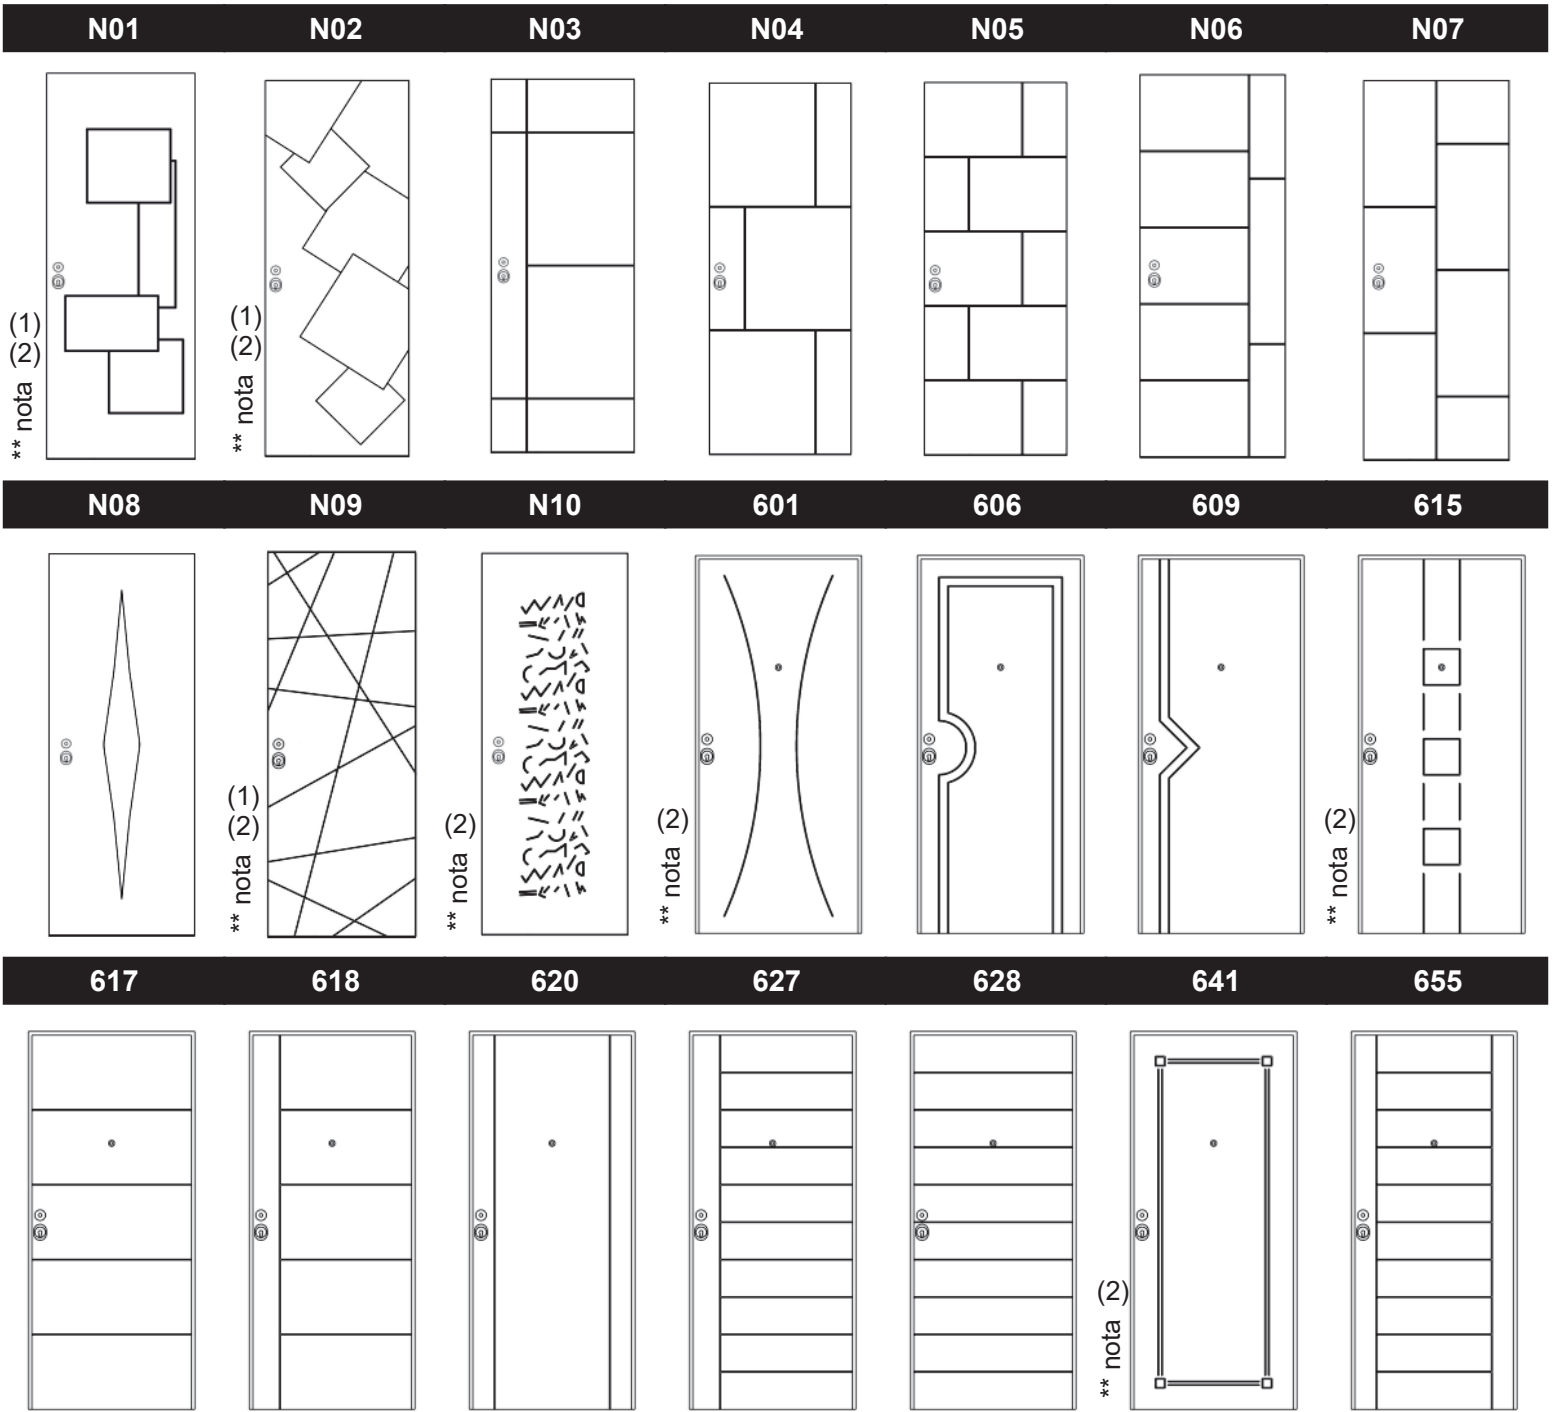 N01 N02 N03 N04 N05 N06 N07
** nota (1) (2)
** nota (1) (2)
N08 N09 N10 601 606 609 615
** nota (1) (2)
** nota (2)
** nota (2)
** nota (2)
617 618 620 627 628 641 655
** nota (2)